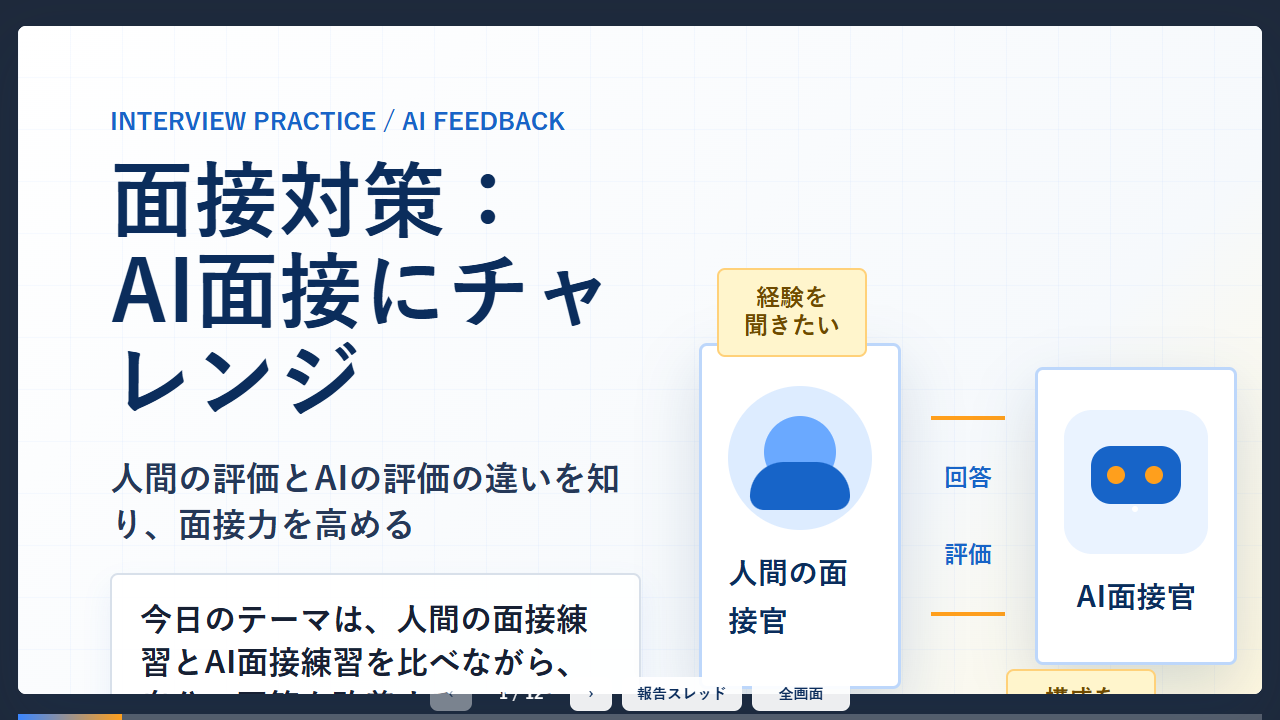 INTERVIEW PRACTICE / AI FEEDBACK
面接対策：
AI面接にチャ
レンジ
人間の評価とAIの評価の違いを知
り、面接力を高める
今日のテーマは、人間の面接練
習とAI面接練習を比べながら、
経験を
聞きたい
人間の面
接官
回答
評価
AI面接官
構成を
‹
1 / 12
›
報告スレッド
全画面